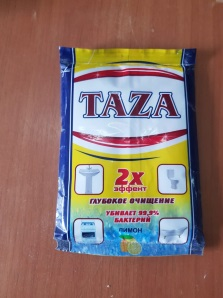 TAZA
2x
эффект
ГЛУБОКОЕ ОЧИЩЕНИЕ
УБИВАЕТ 99,9%
БАКТЕРИЙ
ЛИМОН